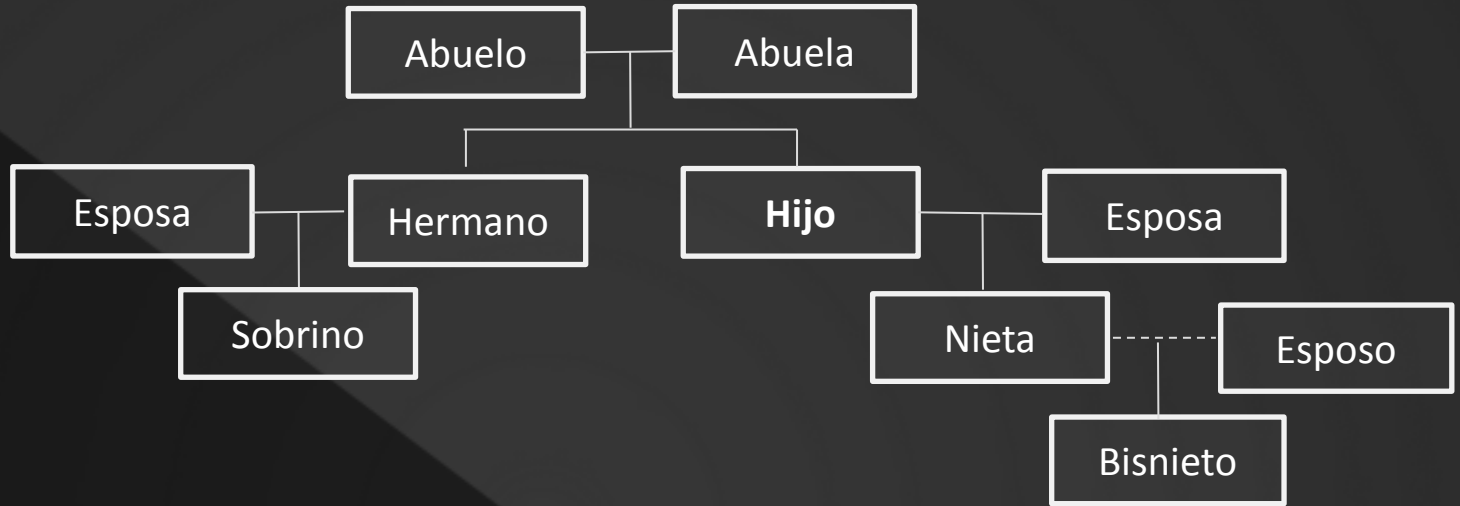 Abuelo
Abuela
Esposa
Hermano
Hijo
Esposa
Sobrino
Nieta
Esposo
Bisnieto